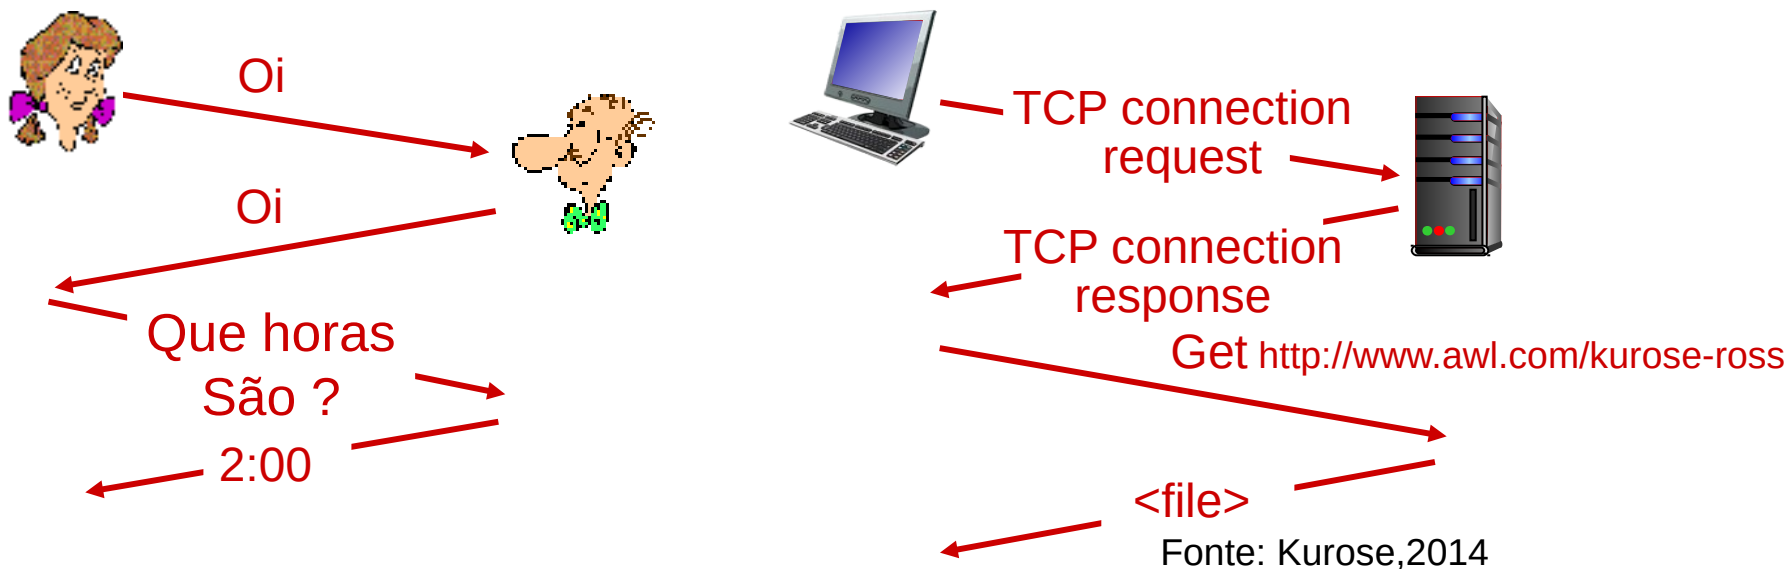 Oi
Oi
Que horas
São ?
2:00
TCP connection
request
TCP connection
response
Get http://www.awl.com/kurose-ross
<file>
Fonte: Kurose,2014